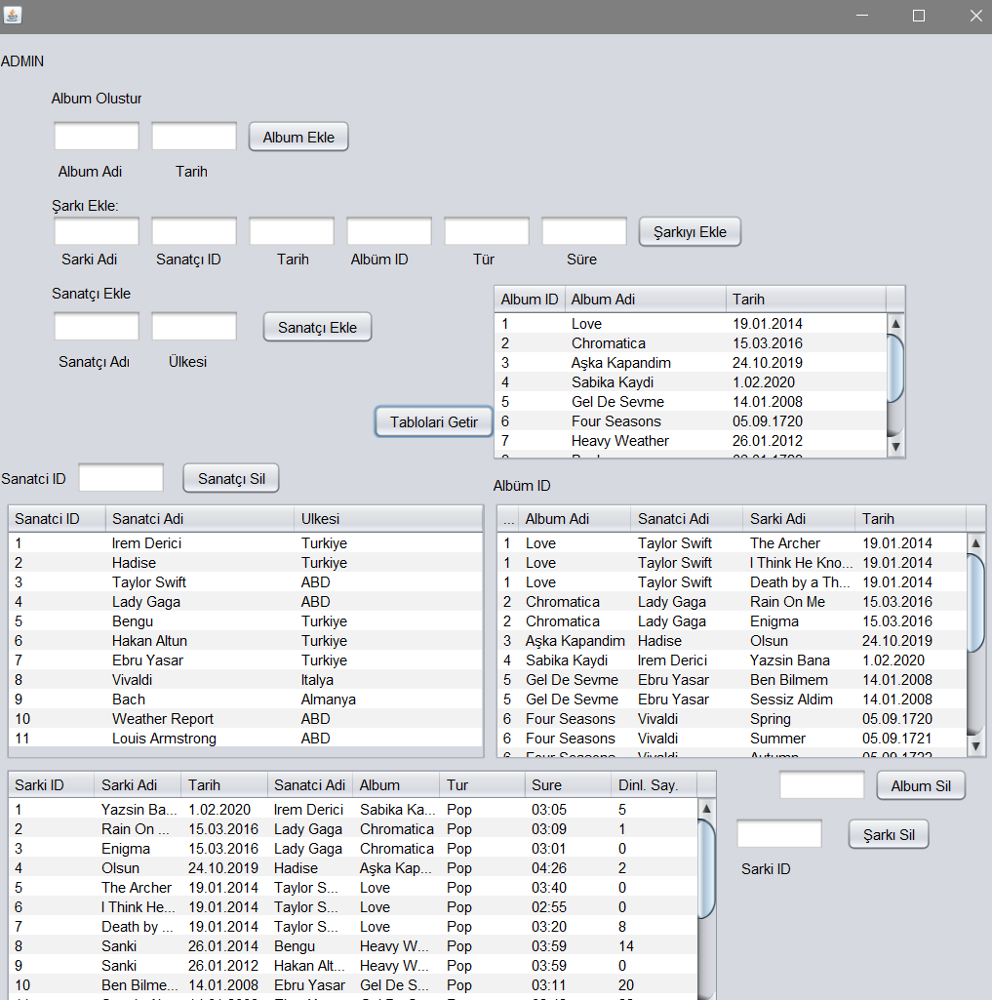 ADMIN
Album Olustur
Album Ekle
Album Adi Tarih
Şarkı Ekle:
Şarkıyı Ekle
Sarki Adi Sanatçı ID Tarih Albüm ID Tür Süre
Sanatçı Ekle
Sanatçı Ekle
Sanatçı Adı Ülkesi
Album ID Album Adi Tarih
1 Love 19.01.2014
2 Chromatica 15.03.2016
3 Aşka Kapandim 24.10.2019
4 Sabika Kaydi 1.02.2020
5 Gel De Sevme 14.01.2008
6 Four Seasons 05.09.1720
7 Heavy Weather 26.01.2012
Tablolari Getir
Sanatci ID Sanatçı Sil
Albüm ID
Sanatci ID Sanatci Adi Ulkesi
1 Irem Derici Turkiye
2 Hadise Turkiye
3 Taylor Swift ABD
4 Lady Gaga ABD
5 Bengu Turkiye
6 Hakan Altun Turkiye
7 Ebru Yasar Turkiye
8 Vivaldi Italya
9 Bach Almanya
10 Weather Report ABD
11 Louis Armstrong ABD
... Album Adi Sanatci Adi Sarki Adi Tarih
1 Love Taylor Swift The Archer 19.01.2014
1 Love Taylor Swift I Think He Kno... 19.01.2014
1 Love Taylor Swift Death by a Th... 19.01.2014
2 Chromatica Lady Gaga Rain On Me 15.03.2016
2 Chromatica Lady Gaga Enigma 15.03.2016
3 Aşka Kapandim Hadise Olsun 24.10.2019
4 Sabika Kaydi Irem Derici Yazsin Bana 1.02.2020
5 Gel De Sevme Ebru Yasar Ben Bilmem 14.01.2008
5 Gel De Sevme Ebru Yasar Sessiz Aldim 14.01.2008
6 Four Seasons Vivaldi Spring 05.09.1720
6 Four Seasons Vivaldi Summer 05.09.1721
6 Four Seasons Vivaldi Autumn 05.09.1722
Sarki ID Sarki Adi Tarih Sanatci Adi Album Tur Sure Dinl. Say.
1 Yazsin Ba... 1.02.2020 Irem Derici Sabika Ka... Pop 03:05 5
2 Rain On ... 15.03.2016 Lady Gaga Chromatica Pop 03:09 1
3 Enigma 15.03.2016 Lady Gaga Chromatica Pop 03:01 0
4 Olsun 24.10.2019 Hadise Aşka Kap... Pop 04:26 2
5 The Archer 19.01.2014 Taylor S... Love Pop 03:40 0
6 I Think He... 19.01.2014 Taylor S... Love Pop 02:55 0
7 Death by ... 19.01.2014 Taylor S... Love Pop 03:20 8
8 Sanki 26.01.2014 Bengu Heavy W... Pop 03:59 14
9 Sanki 26.01.2012 Hakan Alt... Heavy W... Pop 03:59 0
10 Ben Bilme... 14.01.2008 Ebru Yasar Gel De S... Pop 03:11 20
Album Sil
Şarkı Sil
Sarki ID